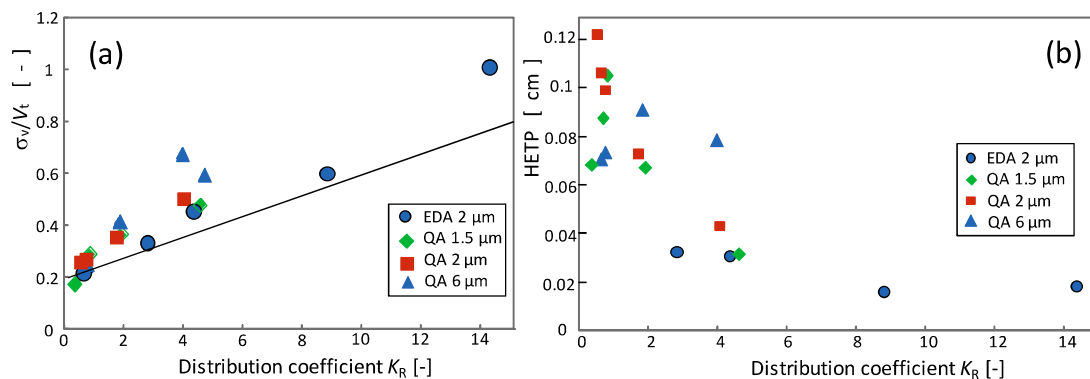 (a)
σv/Vt [ - ]
1.2
1
0.8
0.6
0.4
0.2
0
0 2 4 6 8 10 12 14
Distribution coefficient KR [-]
EDA 2 μm
QA 1.5 μm
QA 2 μm
QA 6 μm
(b)
HETP [ cm]
0.12
0.10
0.08
0.06
0.04
0.02
0
0 2 4 6 8 10 12 14
Distribution coefficient KR [-]
EDA 2 μm
QA 1.5 μm
QA 2 μm
QA 6 μm